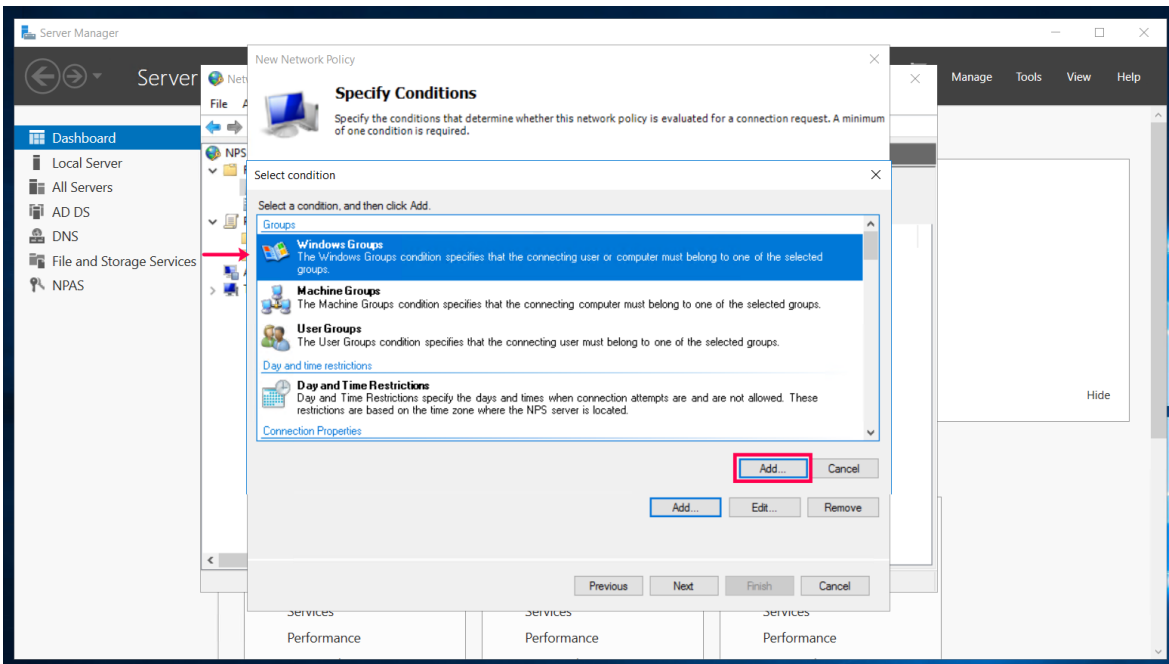 Server Manager
Server
Manage
Tools
View
Help
Dashboard
Local Server
All Servers
AD DS
DNS
File and Storage Services
NPAS
Net
File
A
NPS
New Network Policy
Specify Conditions
Specify the conditions that determine whether this network policy is evaluated for a connection request. A minimum
of one condition is required.
Select condition
Select a condition, and then click Add.
Groups
Windows Groups
The Windows Groups condition specifies that the connecting user or computer must belong to one of the selected
groups.
Machine Groups
The Machine Groups condition specifies that the connecting computer must belong to one of the selected groups.
User Groups
The User Groups condition specifies that the connecting user must belong to one of the selected groups.
Day and time restrictions
Day and Time Restrictions
Day and Time Restrictions specify the days and times when connection attempts are and are not allowed. These
restrictions are based on the time zone where the NPS server is located.
Connection Properties
Add...
Cancel
Add...
Edit...
Remove
Previous
Next
Finish
Cancel
Hide
Services
Services
Services
Performance
Performance
Performance